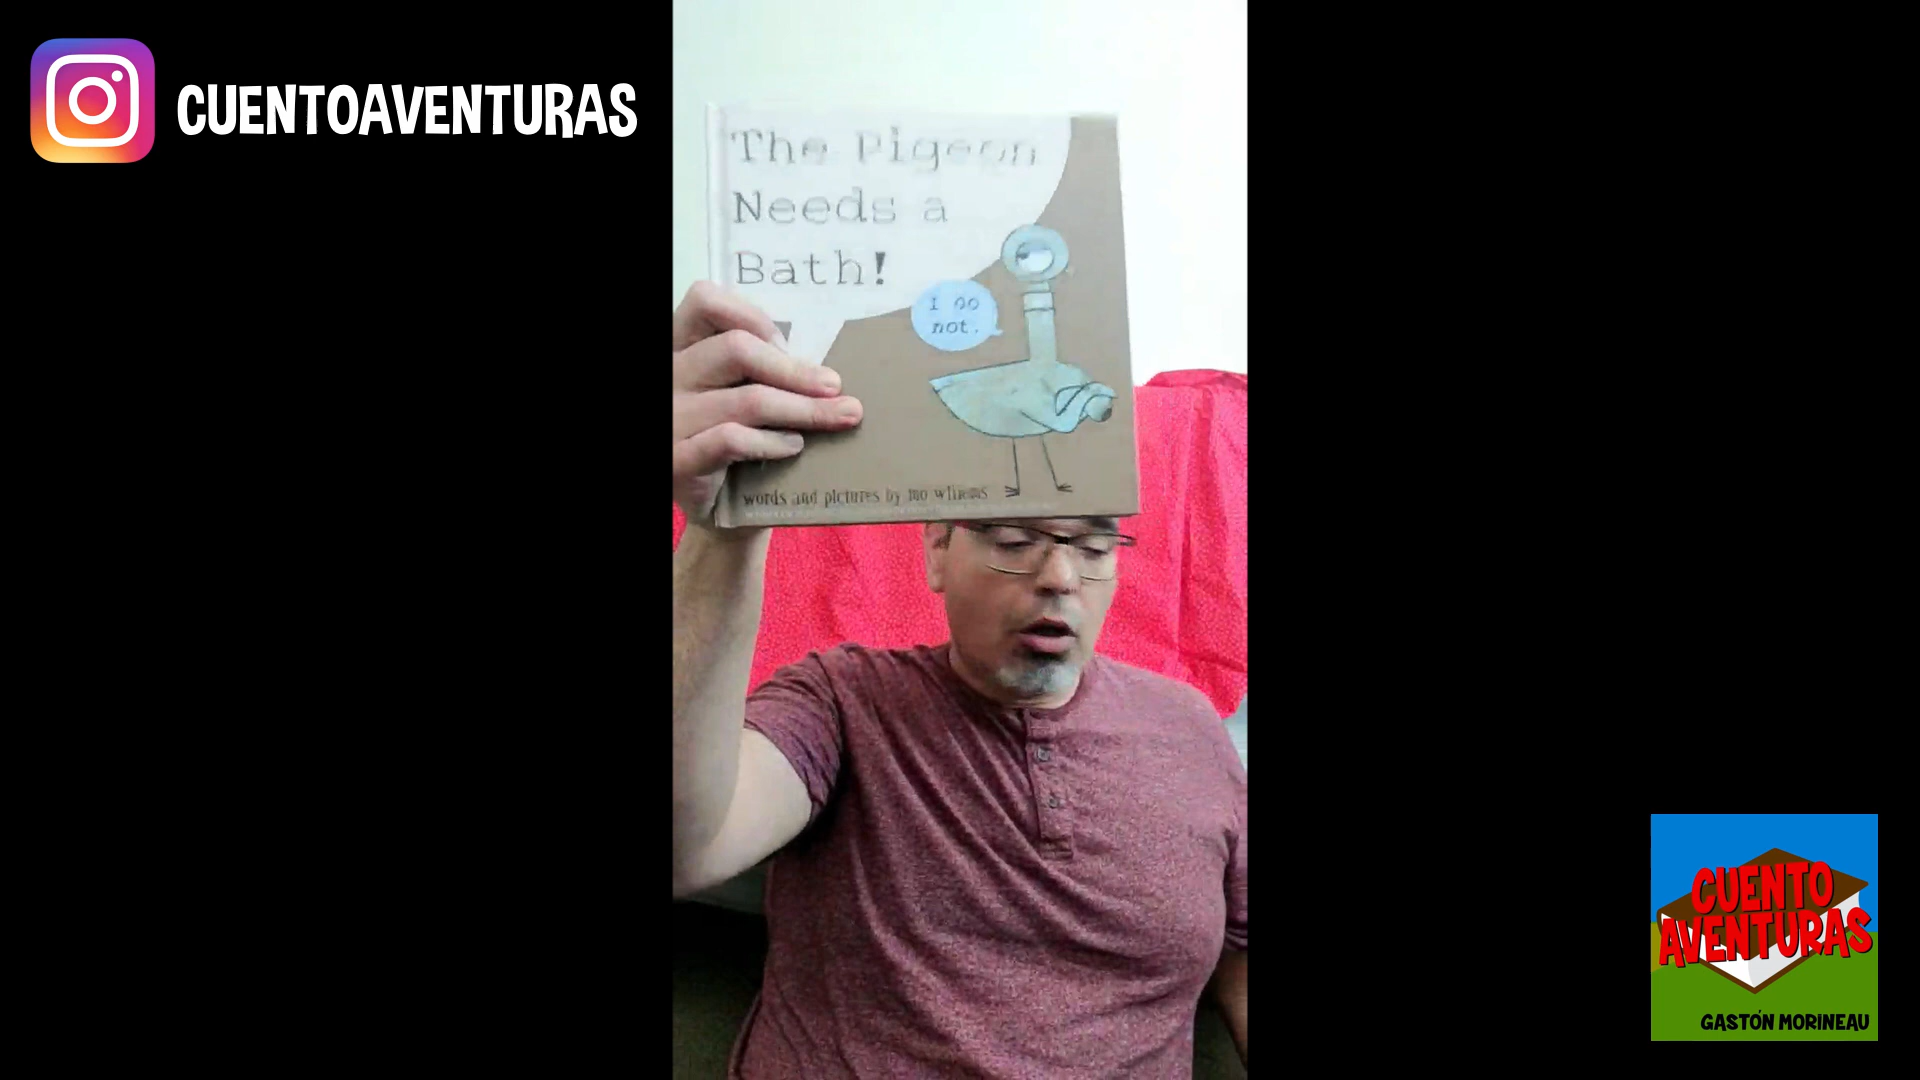 CUENTOAVENTURAS
The Pigeon
Needs a
Bath!
I do
not.
words and pictures by mo willems
CUENTO
AVENTURAS
GASTÓN MORINEAU